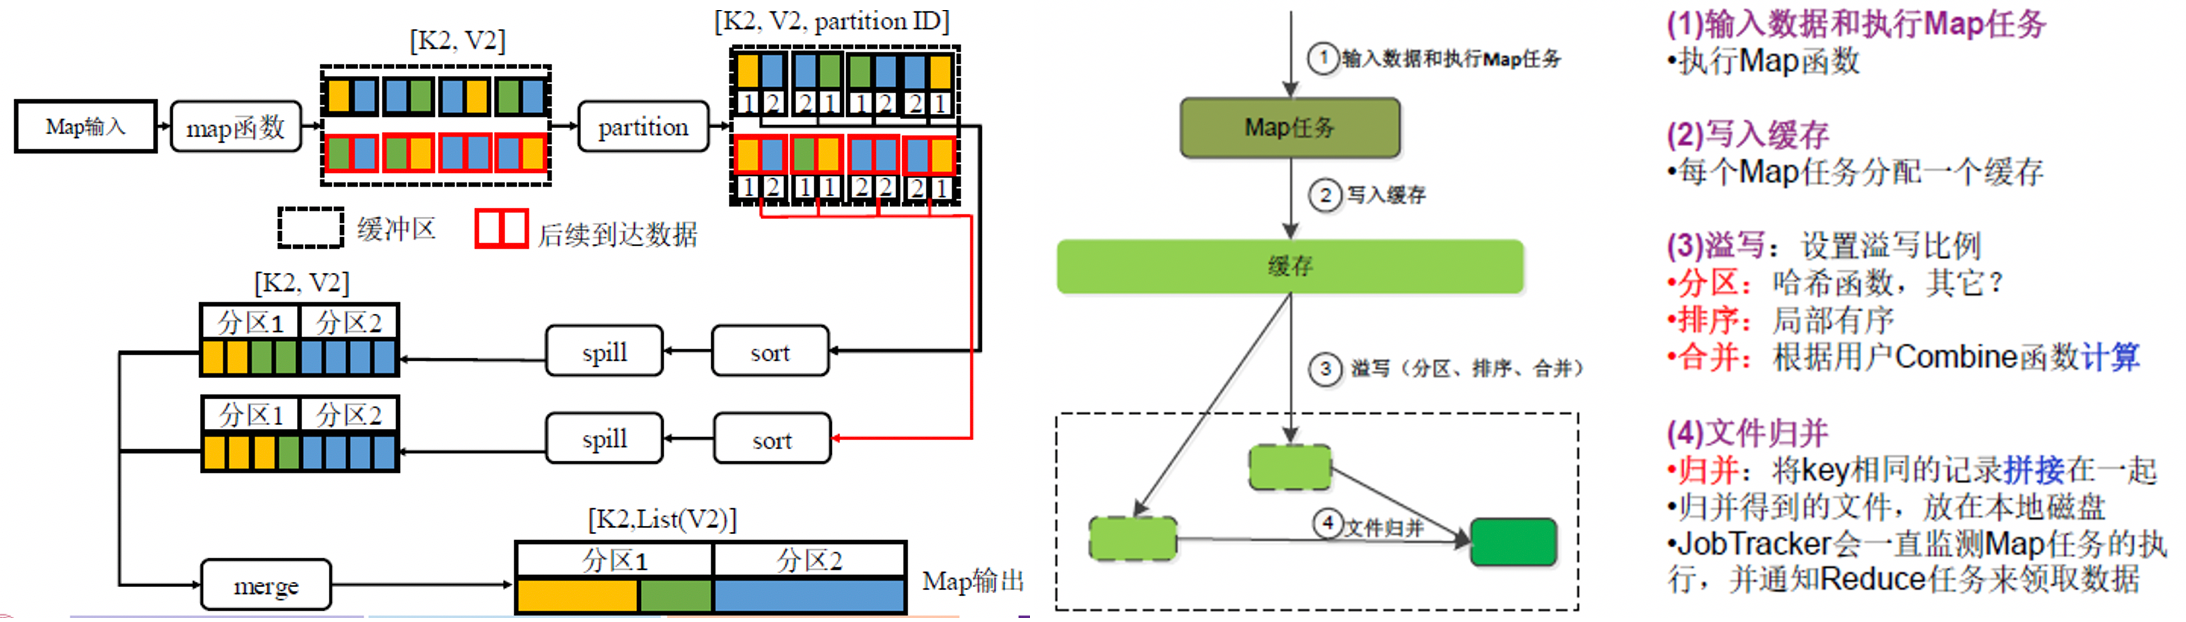 [K2, V2]
[K2, V2, partition ID]
Map输入
map函数
partition
1 2 2 1 1 2 2 1
1 2 1 1 2 2 2 1
缓冲区
后续到达数据
[K2, V2]
分区1 分区2
spill
sort
分区1 分区2
spill
sort
[K2,List(V2)]
分区1 分区2
merge
Map输出
1 输入数据和执行Map任务
Map任务
2 写入缓存
缓存
3 溢写（分区、排序、合并）
4 文件归并
(1)输入数据和执行Map任务
•执行Map函数
(2)写入缓存
•每个Map任务分配一个缓存
(3)溢写：设置溢写比例
•分区：哈希函数，其它？
•排序：局部有序
•合并：根据用户Combine函数计算
(4)文件归并
•归并：将key相同的记录拼接在一起
•归并得到的文件，放在本地磁盘
•JobTracker会一直监测Map任务的执
行，并通知Reduce任务来领取数据